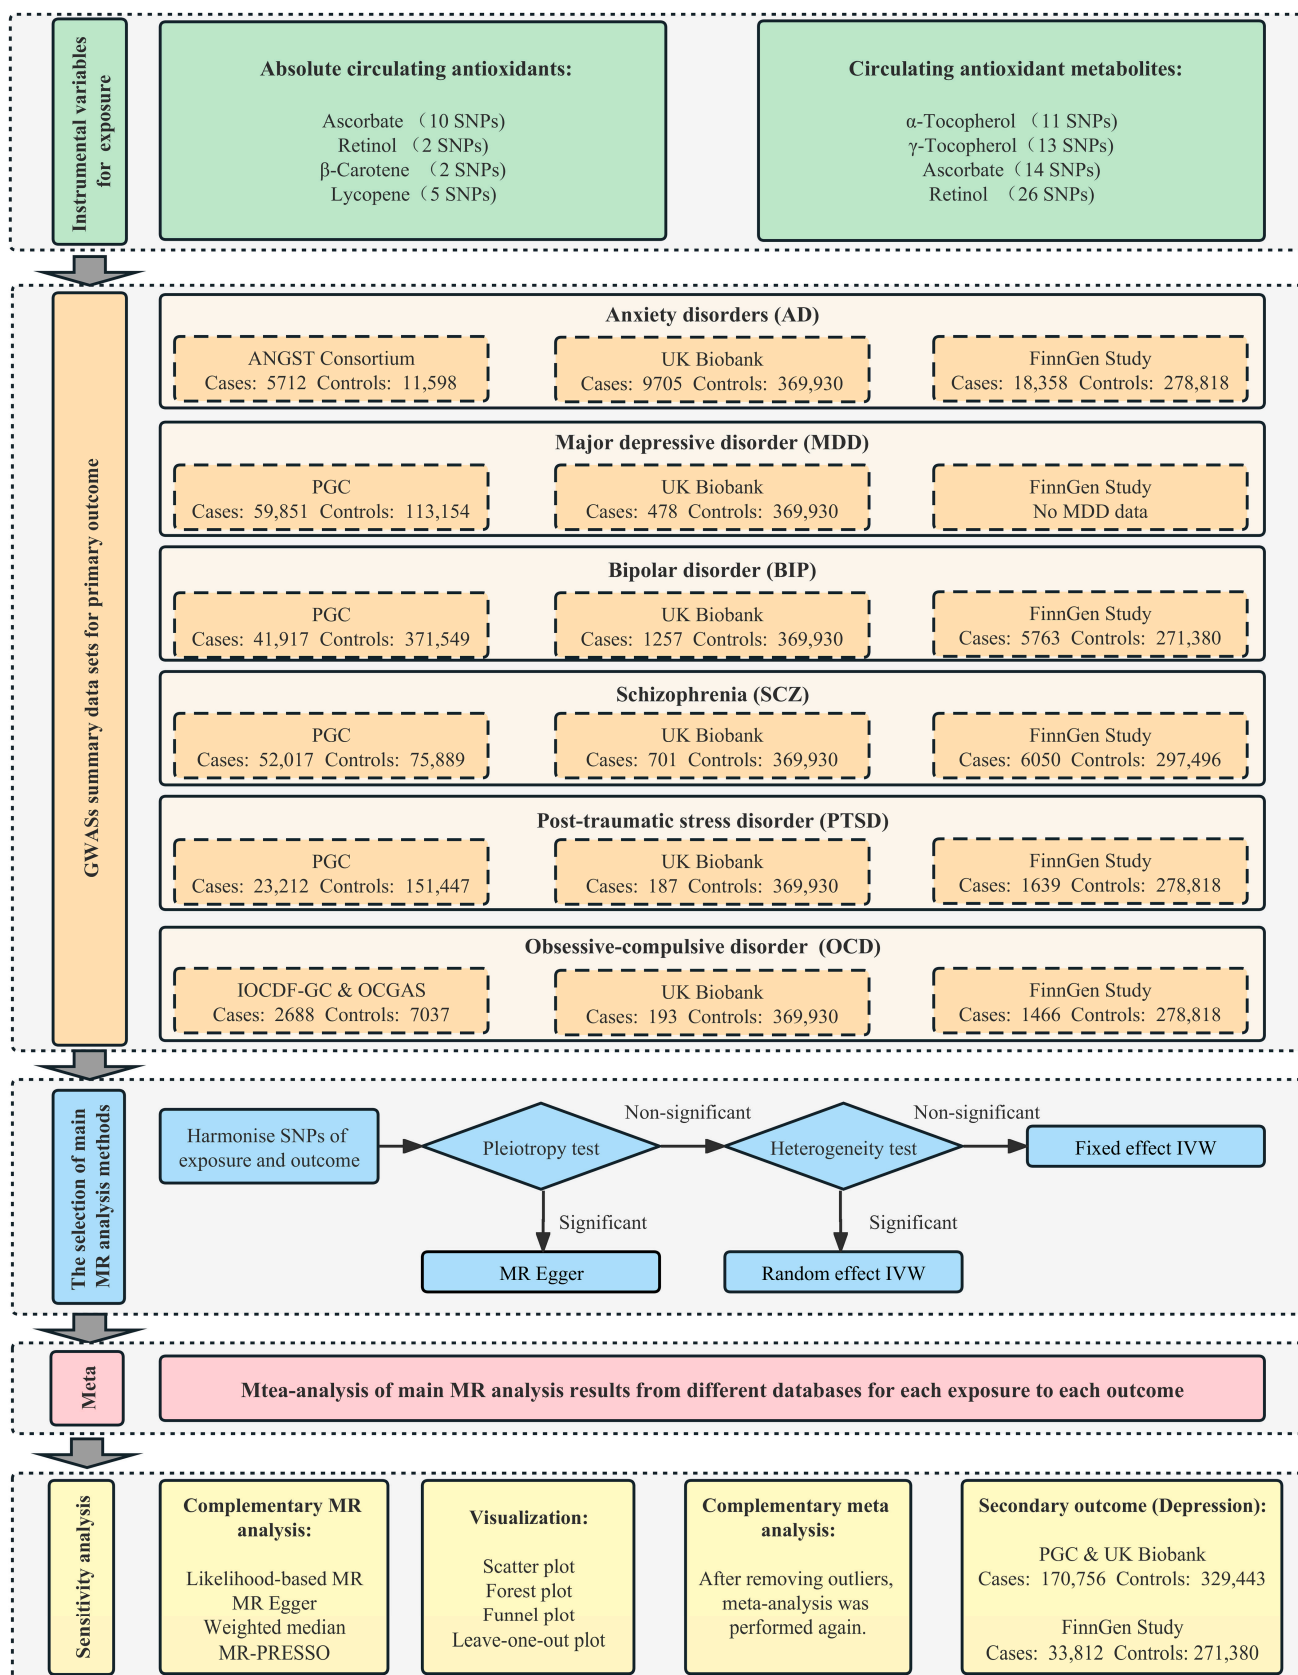 Instrumental variables
for exposure
Absolute circulating antioxidants:
Ascorbate （10 SNPs)
Retinol （2 SNPs)
β-Carotene （2 SNPs)
Lycopene（5 SNPs)
Circulating antioxidant metabolites:
α-Tocopherol （11 SNPs)
γ-Tocopherol（13 SNPs)
Ascorbate（14 SNPs)
Retinol （26 SNPs)
GWASs summary data sets for primary outcome
Anxiety disorders (AD)
ANGST Consortium
Cases: 5712 Controls: 11,598
UK Biobank
Cases: 9705 Controls: 369,930
FinnGen Study
Cases: 18,358 Controls: 278,818
Major depressive disorder (MDD)
PGC
Cases: 59,851 Controls: 113,154
UK Biobank
Cases: 478 Controls: 369,930
FinnGen Study
No MDD data
Bipolar disorder (BIP)
PGC
Cases: 41,917 Controls: 371,549
UK Biobank
Cases: 1257 Controls: 369,930
FinnGen Study
Cases: 5763 Controls: 271,380
Schizophrenia (SCZ)
PGC
Cases: 52,017 Controls: 75,889
UK Biobank
Cases: 701 Controls: 369,930
FinnGen Study
Cases: 6050 Controls: 297,496
Post-traumatic stress disorder (PTSD)
PGC
Cases: 23,212 Controls: 151,447
UK Biobank
Cases: 187 Controls: 369,930
FinnGen Study
Cases: 1639 Controls: 278,818
Obsessive-compulsive disorder (OCD)
IOCDF-GC & OCGAS
Cases: 2688 Controls: 7037
UK Biobank
Cases: 193 Controls: 369,930
FinnGen Study
Cases: 1466 Controls: 278,818
The selection of main
MR analysis methods
Harmonise SNPs of
exposure and outcome
Pleiotropy test
Non-significant
Heterogeneity test
Non-significant
Fixed effect IVW
Significant
Significant
MR Egger
Random effect IVW
Meta
Mtea-analysis of main MR analysis results from different databases for each exposure to each outcome
Sensitivity analysis
Complementary MR
analysis:
Likelihood-based MR
MR Egger
Weighted median
MR-PRESSO
Visualization:
Scatter plot
Forest plot
Funnel plot
Leave-one-out plot
Complementary meta
analysis:
After removing outliers,
meta-analysis was
performed again.
Secondary outcome (Depression):
PGC & UK Biobank
Cases: 170,756 Controls: 329,443
FinnGen Study
Cases: 33,812 Controls: 271,380